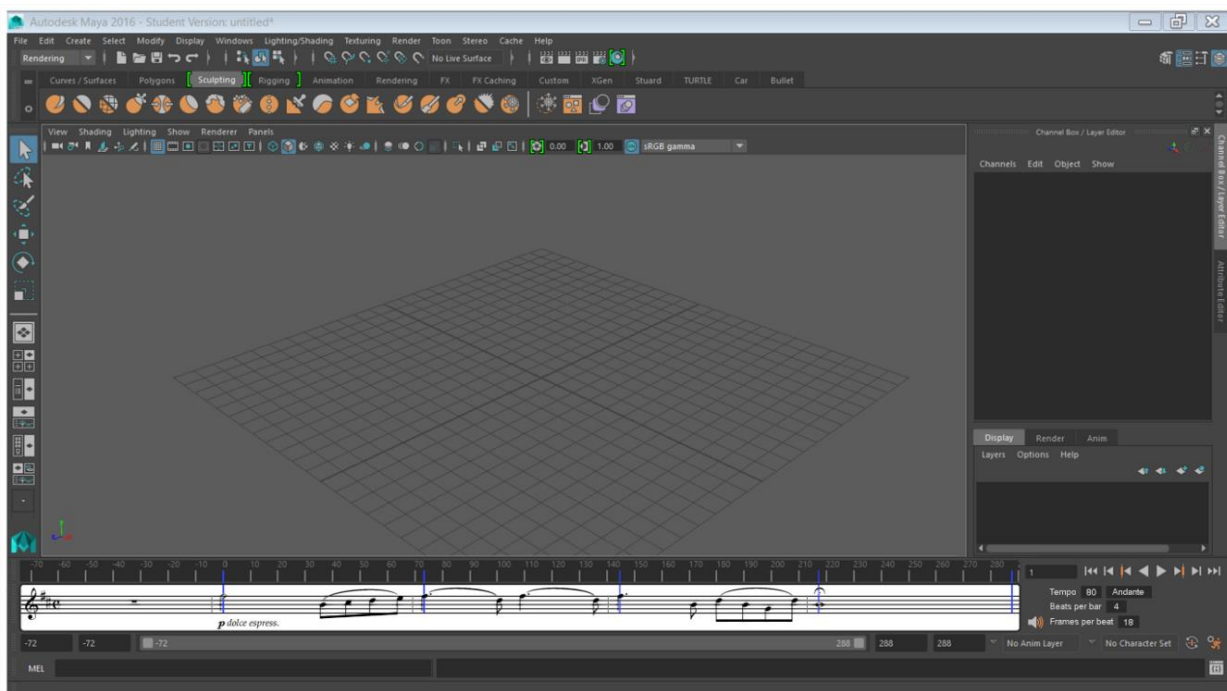 Autodesk Maya 2016 - Student Version: untitled*
File Edit Create Select Modify Display Windows Lighting/Shading Texturing Render Toon Stereo Cache Help
Rendering No Live Surface
Curves / Surfaces Polygons Sculpting Rigging Animation Rendering FX FX Caching Custom XGen Stuard TURTLE Car Bullet
View Shading Lighting Show Renderer Panels
0.00 1.00 sRGB gamma
Channel Box / Layer Editor
Channels Edit Object Show
Channel Box / Layer Editor
Attribute Editor
Display Render Anim
Layers Options Help
-70 -60 -50 -40 -30 -20 -10 0 10 20 30 40 50 60 70 80 90 100 110 120 130 140 150 160 170 180 190 200 210 220 230 240 250 260 270 280
1
Tempo 80 Andante
Beats per bar 4
Frames per beat 18
p dolce espress.
-72 -72 -72 288 288 288 No Anim Layer No Character Set
MEL